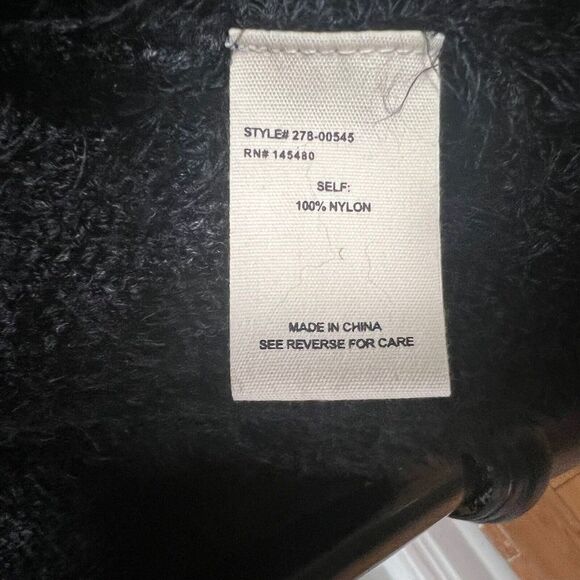 STYLE# 278-00545
RN# 145480
SELF:
100% NYLON
MADE IN CHINA
SEE REVERSE FOR CARE